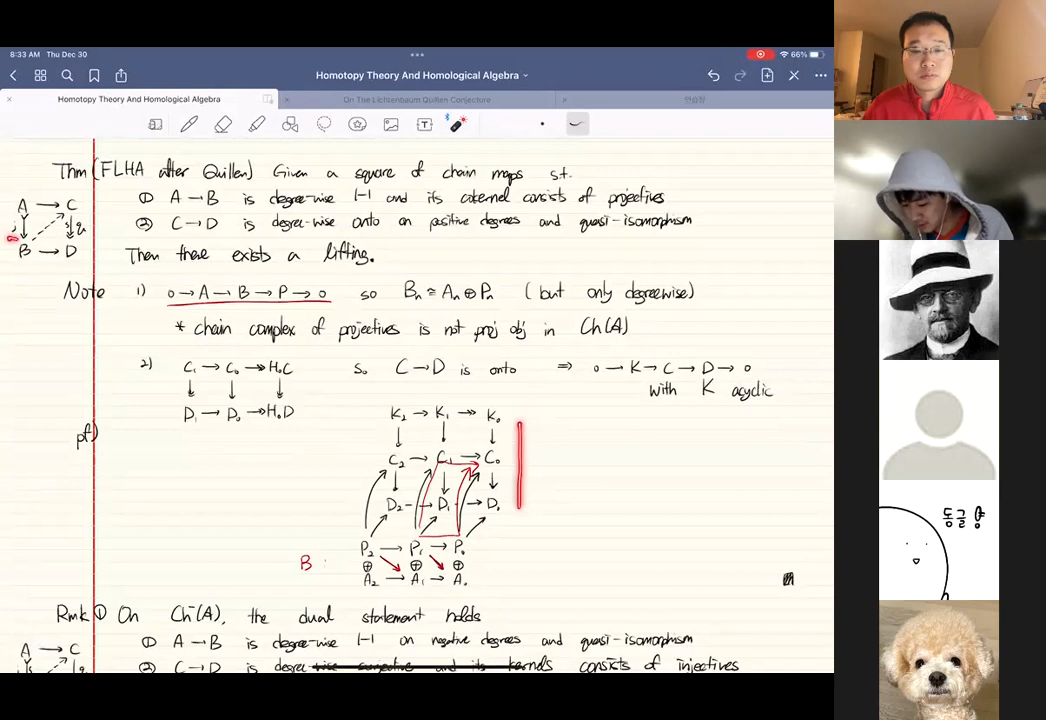 8:33 AM Thu Dec 30
66%
Homotopy Theory And Homological Algebra
Homotopy Theory And Homological Algebra
On The Lichtenbaum Quillen Conjecture
연습장
Thm (FLHA after Quillen) Given a square of chain maps s.t.
① A → B is degree-wise 1-1 and its cokernel consists of projectives
② C → D is degree-wise onto on positive degrees and quasi-isomorphism
A → C
B → D
Then there exists a lifting.
Note 1) 0 → A → B → P → 0 so Bn ≅ An ⊕ Pn (but only degreewise)
* chain complex of projectives is not proj obj in Ch(A)
2) C₁ → C₀ ↠ H₀C so C → D is onto ⇒ 0 → K → C → D → 0
with K acyclic
D₁ → D₀ ↠ H₀D
pf)
K₂ → K₁ ↠ K₀
C₂ → C₁ → C₀
D₂ → D₁ → D₀
P₂ → P₁ → P₀
B ⊕ ⊕ ⊕
A₂ → A₁ → A₀
Rmk ① On Ch⁻(A), the dual statement holds
① A → B is degree-wise 1-1 on negative degrees and quasi-isomorphism
A → C
② C → D is degree-wise surjective and its kernels consists of injectives
동글양